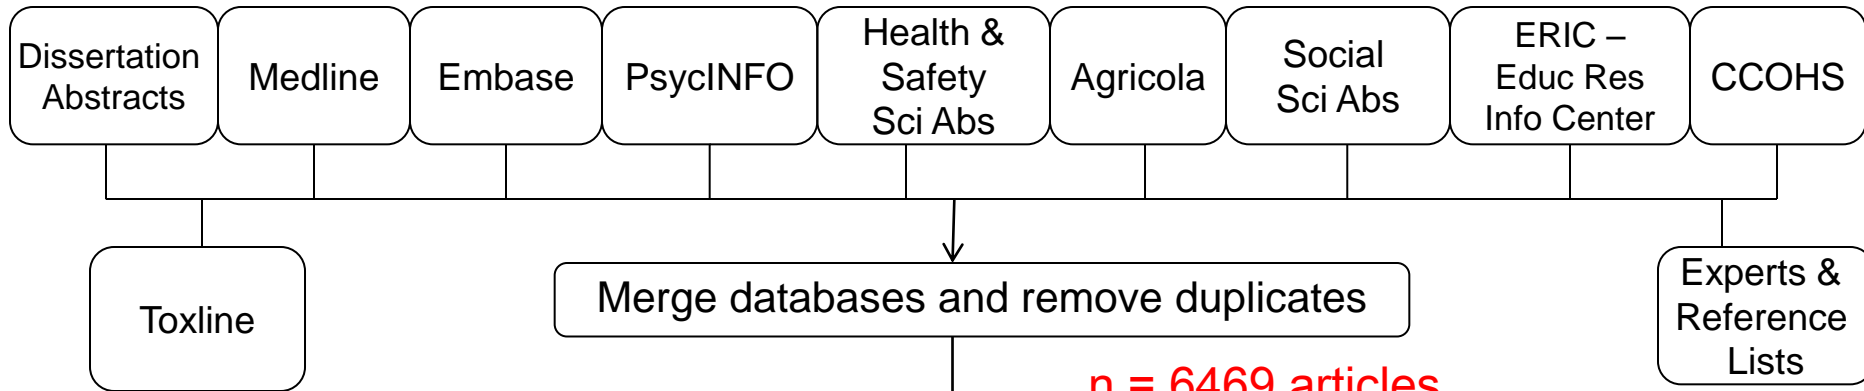 Dissertation
Abstracts
Medline
Embase
PsycINFO
Health &
Safety
Sci Abs
Agricola
Social
Sci Abs
ERIC –
Educ Res
Info Center
CCOHS
Toxline
Merge databases and remove duplicates
Experts &
Reference
Lists
n = 6469 articles